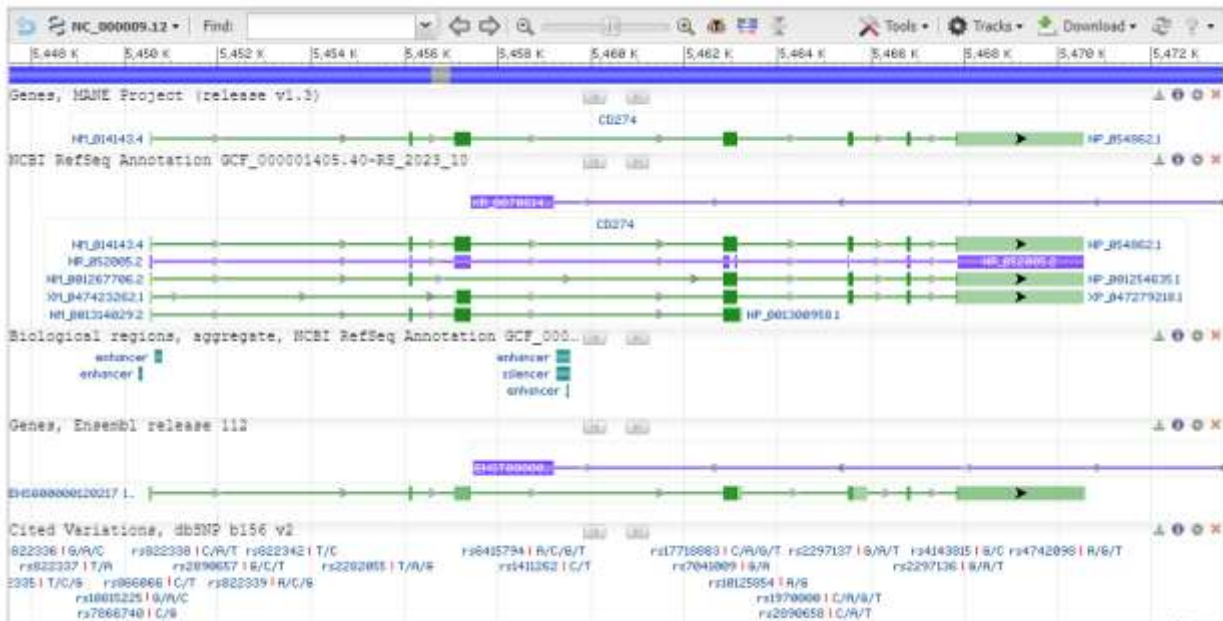 NC_000009.12 Find: Tools Tracks Download ?
5,448 K 5,450 K 5,452 K 5,454 K 5,456 K 5,458 K 5,460 K 5,462 K 5,464 K 5,466 K 5,468 K 5,470 K 5,472 K
Genes, MANE Project (release v1.3)
CD274
NM_014143.4 NP_054862.1
NCBI RefSeq Annotation GCF_000001405.40-RS_2023_10
CD274
NM_014143.4 NP_054862.1
NR_052005.2 NR_052005.2
NM_001267706.2 NP_001254635.1
XM_047423262.1 XP_047279218.1
NM_001314029.2 NP_001300958.1
Biological regions, aggregate, NCBI RefSeq Annotation GCF_000...
enhancer enhancer
enhancer silencer
enhancer
Genes, Ensembl release 112
Cited Variations, dbSNP b156 v2
822336 | G/A/C rs822338 | C/A/T rs822342 | T/C rs6415794 | A/C/G/T rs17718883 | C/A/G/T rs2297137 | G/A/T rs4143815 | G/C rs4742098 | A/G/T
rs822337 | T/A rs2890657 | G/C/T rs2282055 | T/A/G rs1411262 | C/T rs7041009 | G/A rs2297136 | G/A/T
2335 | T/C/G rs866066 | C/T rs822339 | A/C/G rs10125854 | A/G
rs10815225 | G/A/C rs1970000 | C/A/G/T
rs7866740 | C/G rs2890658 | C/A/T